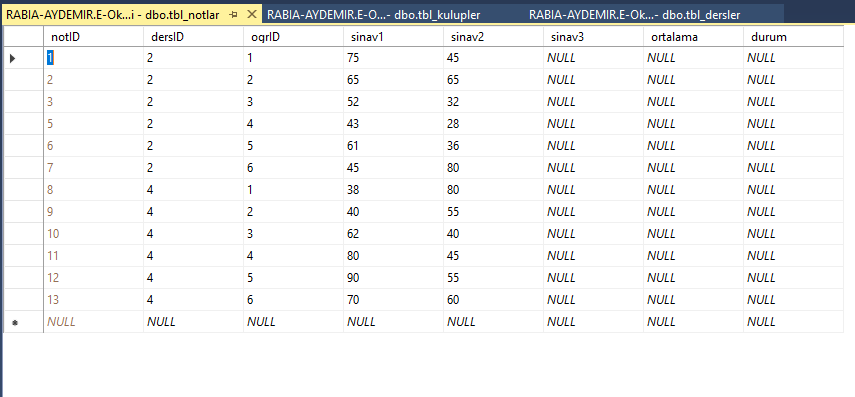 RABIA-AYDEMIR.E-Ok...i - dbo.tbl_notlar RABIA-AYDEMIR.E-O...- dbo.tbl_kulupler RABIA-AYDEMIR.E-Ok...- dbo.tbl_dersler
notID dersID ogrID sinav1 sinav2 sinav3 ortalama durum
1 2 1 75 45 NULL NULL NULL
2 2 2 65 65 NULL NULL NULL
3 2 3 52 32 NULL NULL NULL
5 2 4 43 28 NULL NULL NULL
6 2 5 61 36 NULL NULL NULL
7 2 6 45 80 NULL NULL NULL
8 4 1 38 80 NULL NULL NULL
9 4 2 40 55 NULL NULL NULL
10 4 3 62 40 NULL NULL NULL
11 4 4 80 45 NULL NULL NULL
12 4 5 90 55 NULL NULL NULL
13 4 6 70 60 NULL NULL NULL
NULL NULL NULL NULL NULL NULL NULL NULL